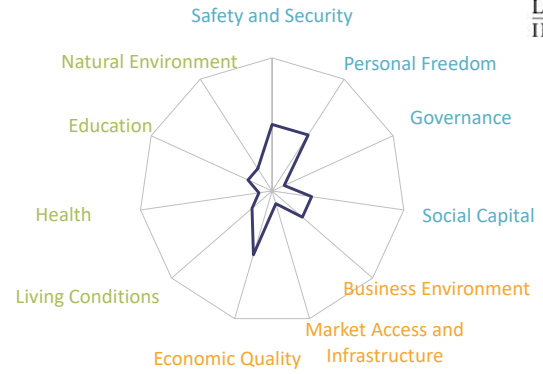 Safety and Security
Natural Environment
Personal Freedom
Education
Governance
Health
Social Capital
Living Conditions
Business Environment
Market Access and
Infrastructure
Economic Quality